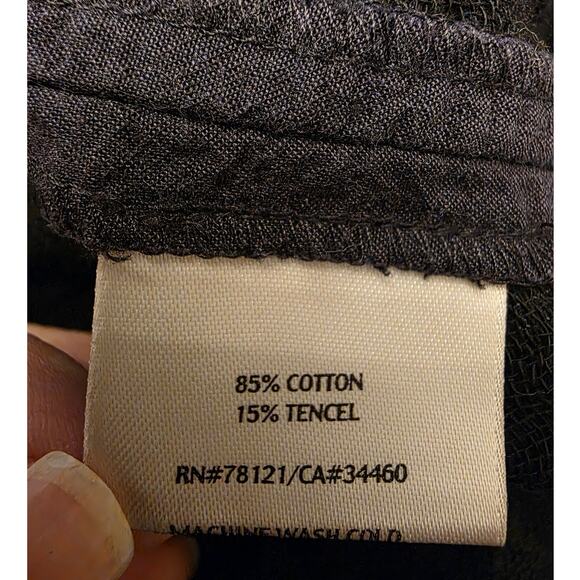 85% COTTON
15% TENCEL
RN#78121/CA#34460
MACHINE WASH COLD